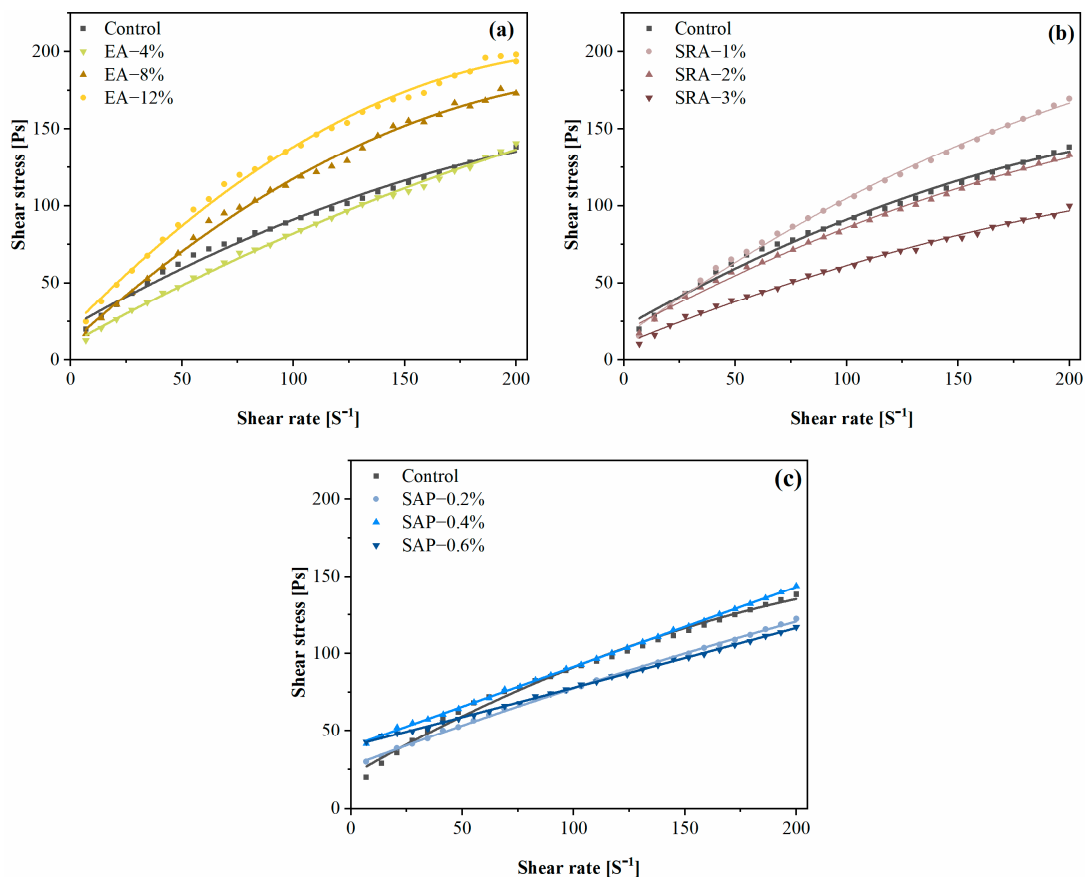 (a)
Control
EA−4%
EA−8%
EA−12%
Shear stress [Ps]
200
150
100
50
0
0 50 100 150 200
Shear rate [S⁻¹]
(b)
Control
SRA−1%
SRA−2%
SRA−3%
Shear stress [Ps]
200
150
100
50
0
0 50 100 150 200
Shear rate [S⁻¹]
(c)
Control
SAP−0.2%
SAP−0.4%
SAP−0.6%
Shear stress [Ps]
200
150
100
50
0
0 50 100 150 200
Shear rate [S⁻¹]